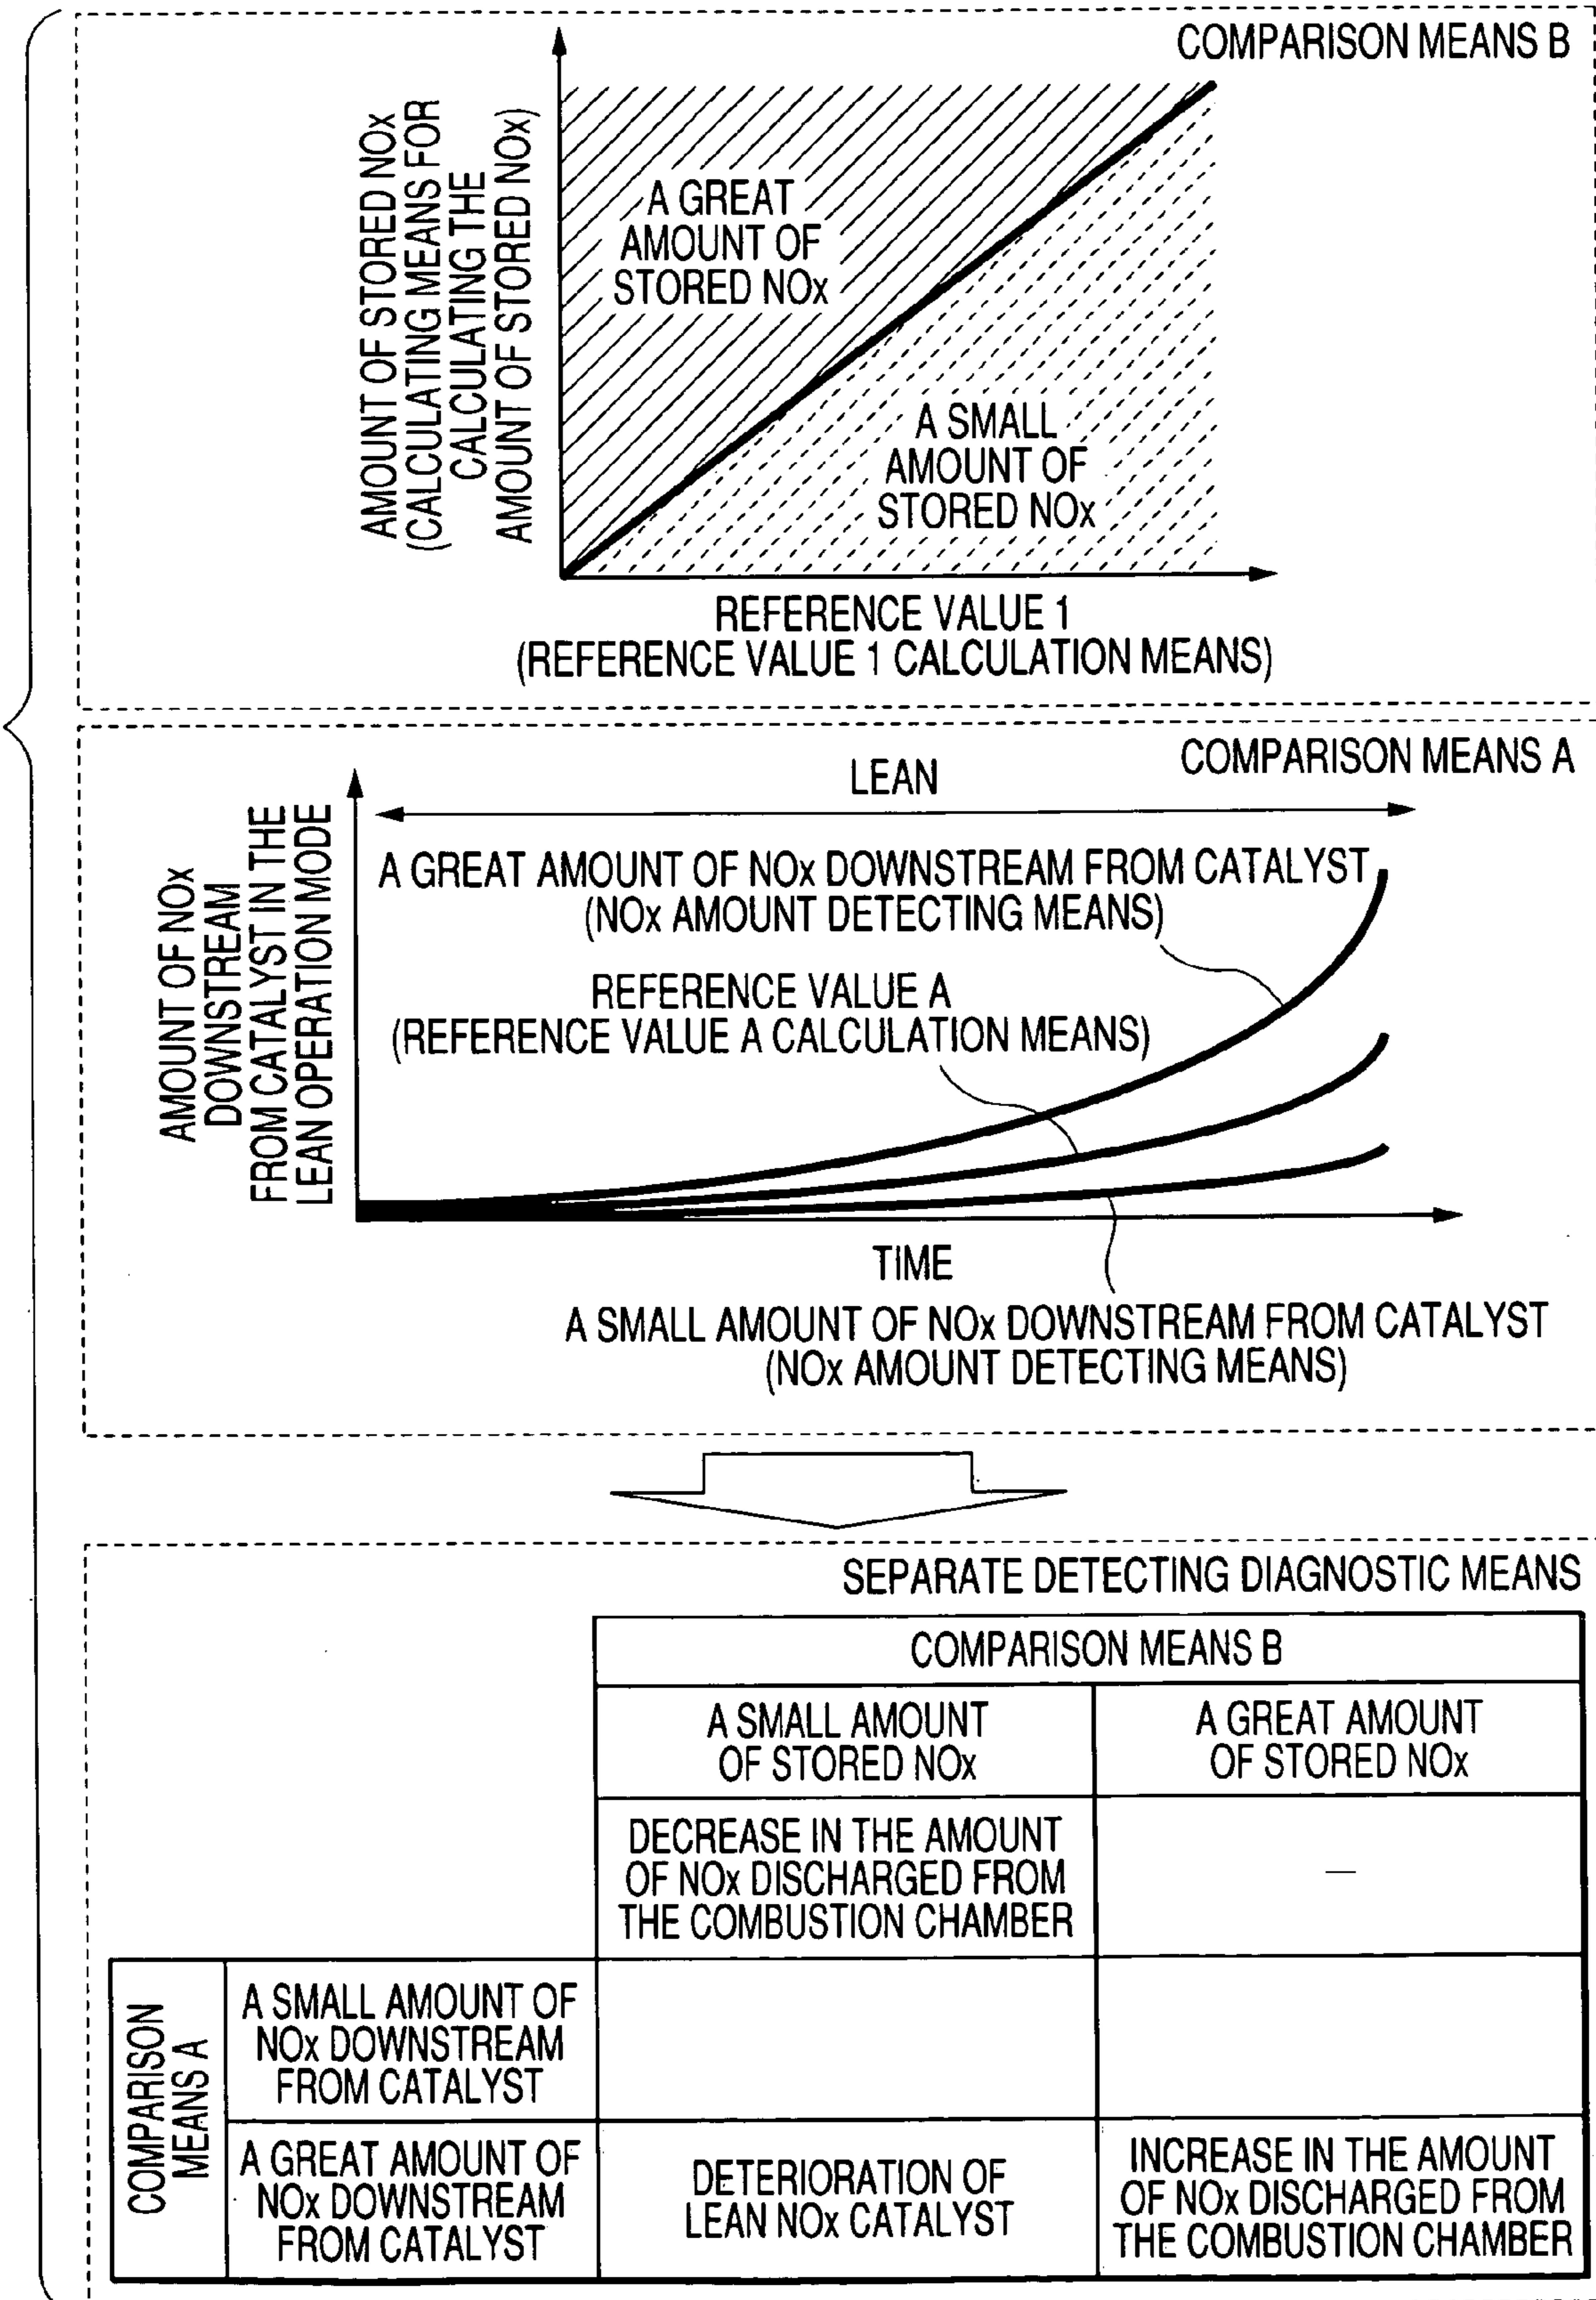 COMPARISON MEANS B
AMOUNT OF STORED NOx
(CALCULATING MEANS FOR
CALCULATING THE
AMOUNT OF STORED NOx)
A GREAT
AMOUNT OF
STORED NOx
A SMALL
AMOUNT OF
STORED NOx
REFERENCE VALUE 1
(REFERENCE VALUE 1 CALCULATION MEANS)
COMPARISON MEANS A
LEAN
AMOUNT OF NOx
DOWNSTREAM
FROM CATALYST IN THE
LEAN OPERATION MODE
A GREAT AMOUNT OF NOx DOWNSTREAM FROM CATALYST
(NOx AMOUNT DETECTING MEANS)
REFERENCE VALUE A
(REFERENCE VALUE A CALCULATION MEANS)
TIME
A SMALL AMOUNT OF NOx DOWNSTREAM FROM CATALYST
(NOx AMOUNT DETECTING MEANS)
SEPARATE DETECTING DIAGNOSTIC MEANS
COMPARISON MEANS B
A SMALL AMOUNT
OF STORED NOx
A GREAT AMOUNT
OF STORED NOx
DECREASE IN THE AMOUNT
OF NOx DISCHARGED FROM
THE COMBUSTION CHAMBER
—
COMPARISON
MEANS A
A SMALL AMOUNT OF
NOx DOWNSTREAM
FROM CATALYST
A GREAT AMOUNT OF
NOx DOWNSTREAM
FROM CATALYST
DETERIORATION OF
LEAN NOx CATALYST
INCREASE IN THE AMOUNT
OF NOx DISCHARGED FROM
THE COMBUSTION CHAMBER